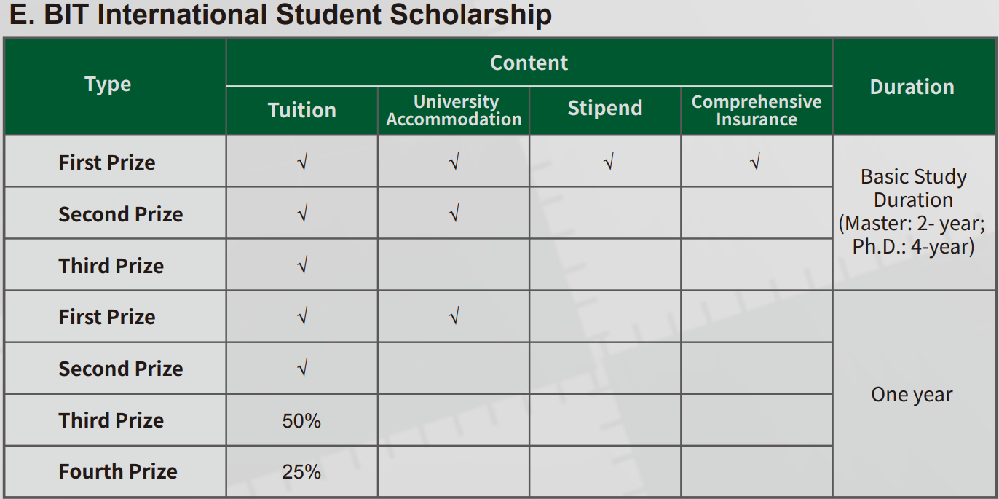 E. BIT International Student Scholarship
Type
Content
Duration
Tuition
University
Accommodation
Stipend
Comprehensive
Insurance
First Prize √ √ √ √
Second Prize √ √
Third Prize √
Basic Study
Duration
(Master: 2- year;
Ph.D.: 4-year)
First Prize √ √
Second Prize √
Third Prize 50%
Fourth Prize 25%
One year